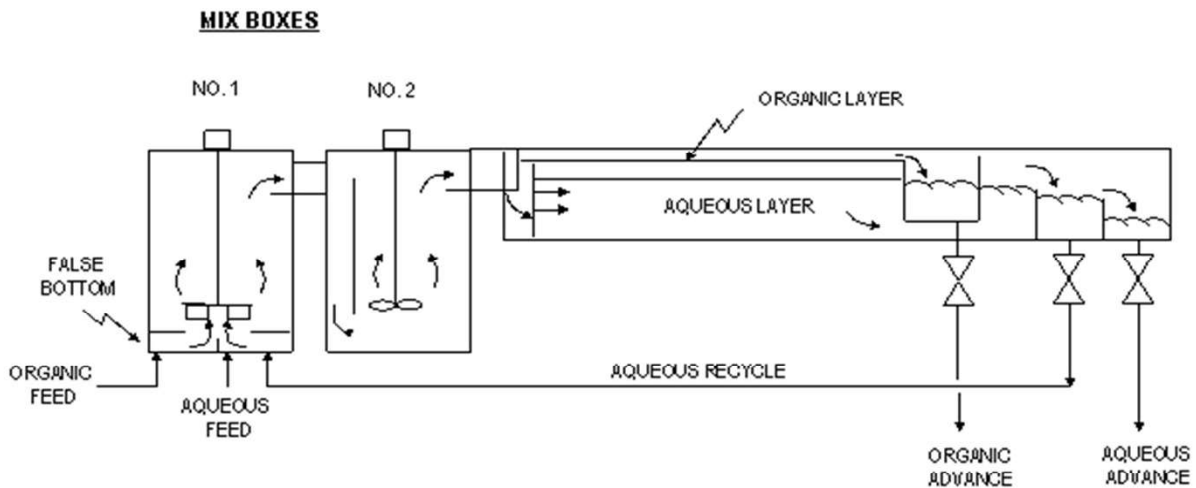 MIX BOXES
NO. 1
NO. 2
ORGANIC LAYER
AQUEOUS LAYER
FALSE
BOTTOM
ORGANIC
FEED
AQUEOUS
FEED
AQUEOUS RECYCLE
ORGANIC
ADVANCE
AQUEOUS
ADVANCE